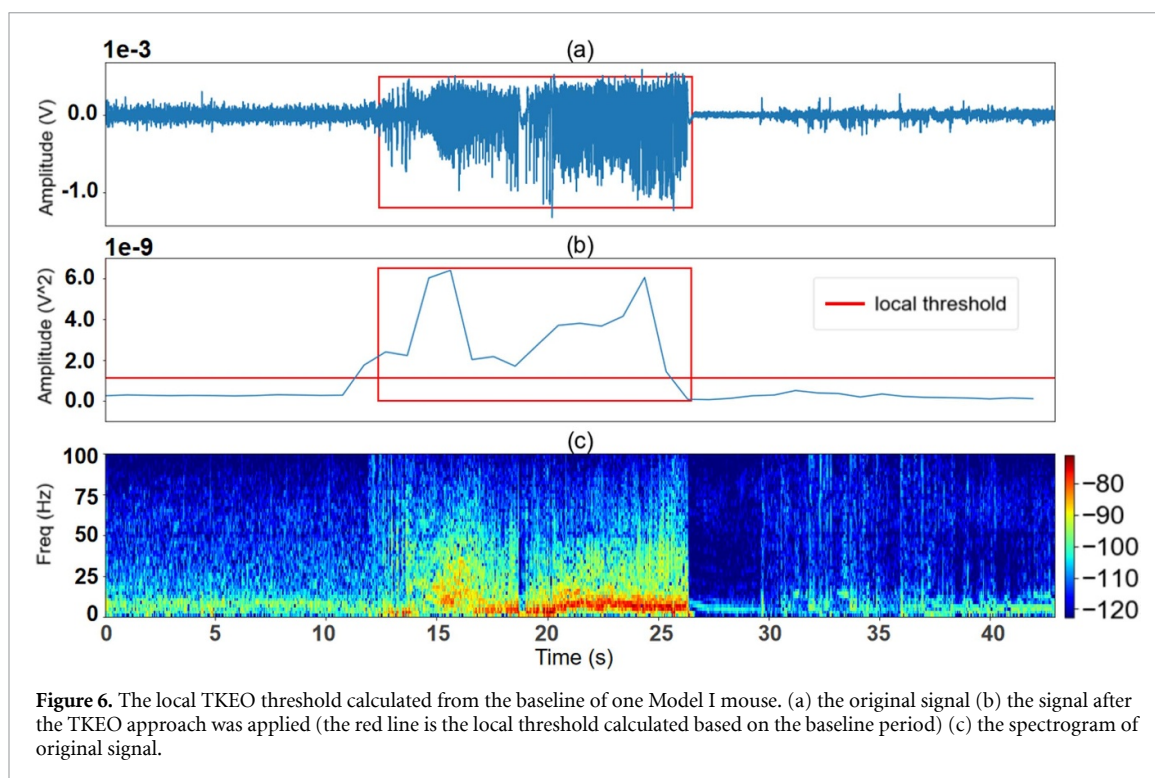 (a)
1e-3
0.0
-1.0
Amplitude (V)
(b)
1e-9
6.0
4.0
2.0
0.0
Amplitude (V^2)
local threshold
(c)
100
75
50
25
0
Freq (Hz)
−80
−90
−100
−110
−120
0 5 10 15 20 25 30 35 40
Time (s)
Figure 6. The local TKEO threshold calculated from the baseline of one Model I mouse. (a) the original signal (b) the signal after
the TKEO approach was applied (the red line is the local threshold calculated based on the baseline period) (c) the spectrogram of
original signal.